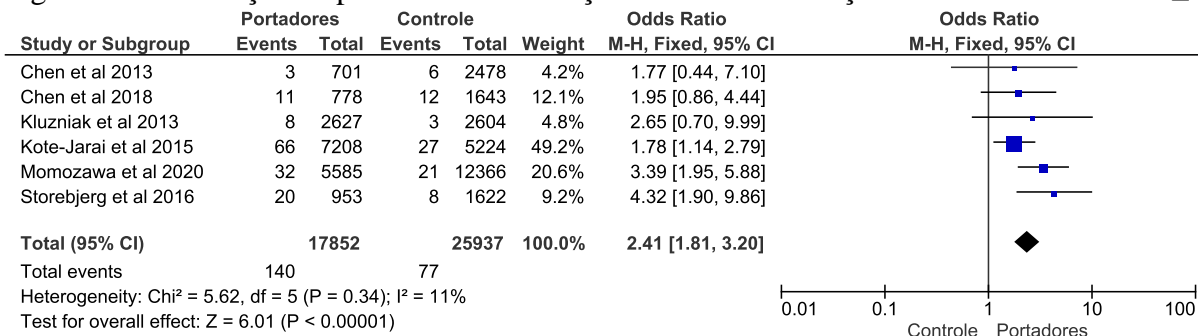 Portadores Controle Odds Ratio Odds Ratio
Study or Subgroup Events Total Events Total Weight M-H, Fixed, 95% CI M-H, Fixed, 95% CI
Chen et al 2013 3 701 6 2478 4.2% 1.77 [0.44, 7.10]
Chen et al 2018 11 778 12 1643 12.1% 1.95 [0.86, 4.44]
Kluzniak et al 2013 8 2627 3 2604 4.8% 2.65 [0.70, 9.99]
Kote-Jarai et al 2015 66 7208 27 5224 49.2% 1.78 [1.14, 2.79]
Momozawa et al 2020 32 5585 21 12366 20.6% 3.39 [1.95, 5.88]
Storebjerg et al 2016 20 953 8 1622 9.2% 4.32 [1.90, 9.86]
Total (95% CI) 17852 25937 100.0% 2.41 [1.81, 3.20]
Total events 140 77
Heterogeneity: Chi² = 5.62, df = 5 (P = 0.34); I² = 11%
Test for overall effect: Z = 6.01 (P < 0.00001)
0.01 0.1 1 10 100
Controle Portadores